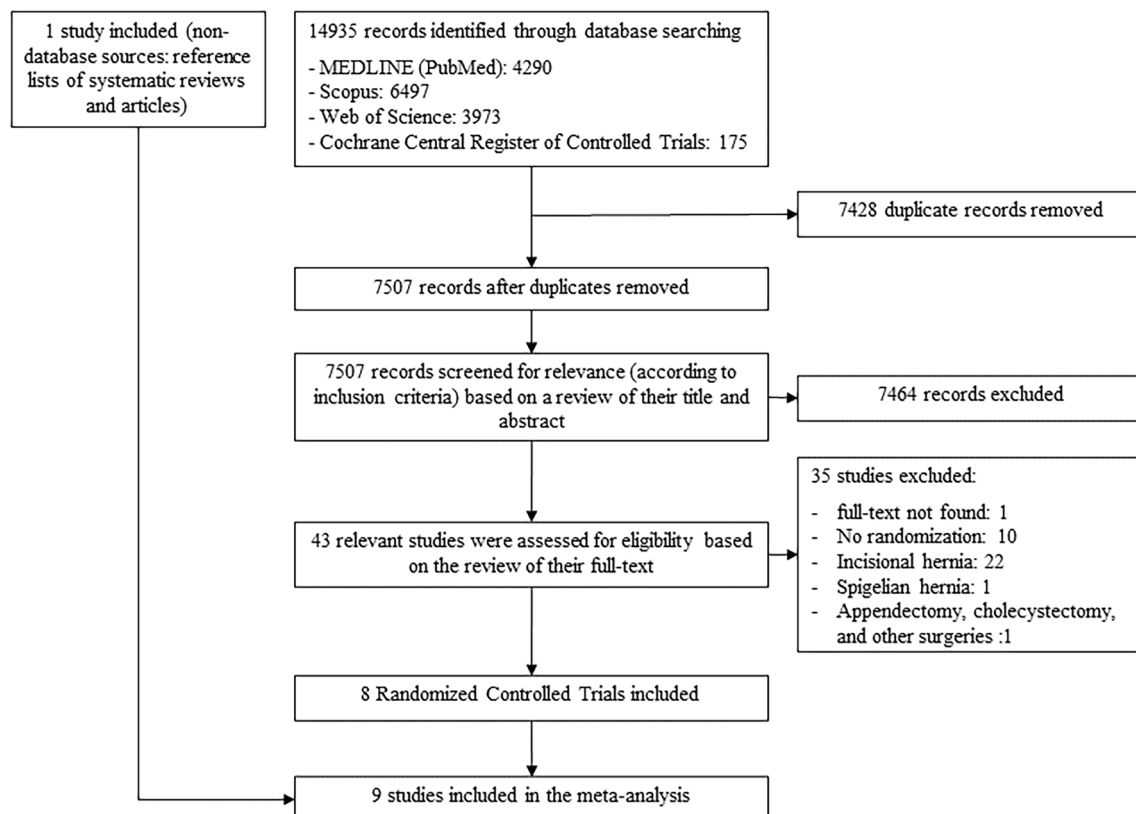 1 study included (non-
database sources: reference
lists of systematic reviews
and articles)
14935 records identified through database searching
- MEDLINE (PubMed): 4290
- Scopus: 6497
- Web of Science: 3973
- Cochrane Central Register of Controlled Trials: 175
7428 duplicate records removed
7507 records after duplicates removed
7507 records screened for relevance (according to
inclusion criteria) based on a review of their title and
abstract
7464 records excluded
43 relevant studies were assessed for eligibility based
on the review of their full-text
35 studies excluded:
- full-text not found: 1
- No randomization: 10
- Incisional hernia: 22
- Spigelian hernia: 1
- Appendectomy, cholecystectomy,
and other surgeries :1
8 Randomized Controlled Trials included
9 studies included in the meta-analysis